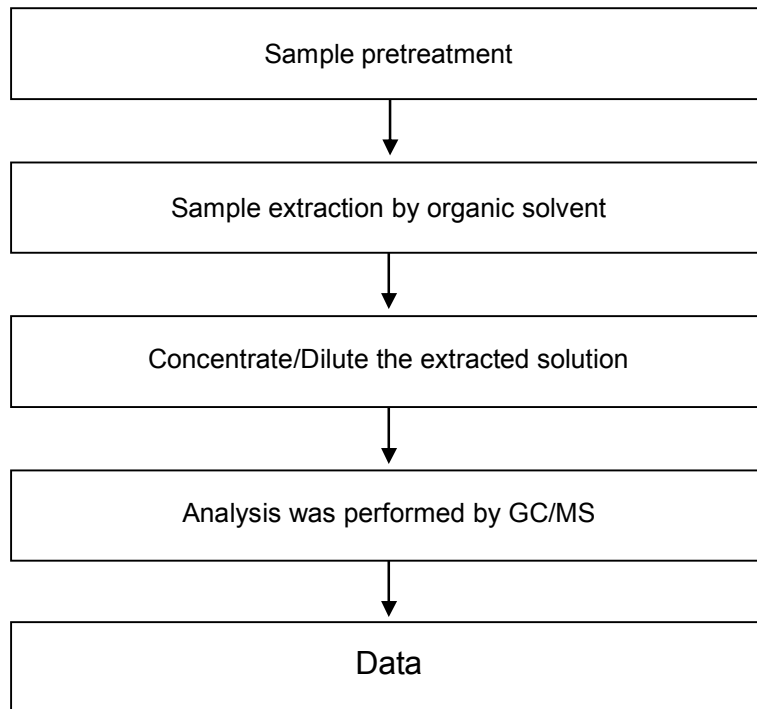 Sample pretreatment
Sample extraction by organic solvent
Concentrate/Dilute the extracted solution
Analysis was performed by GC/MS
Data